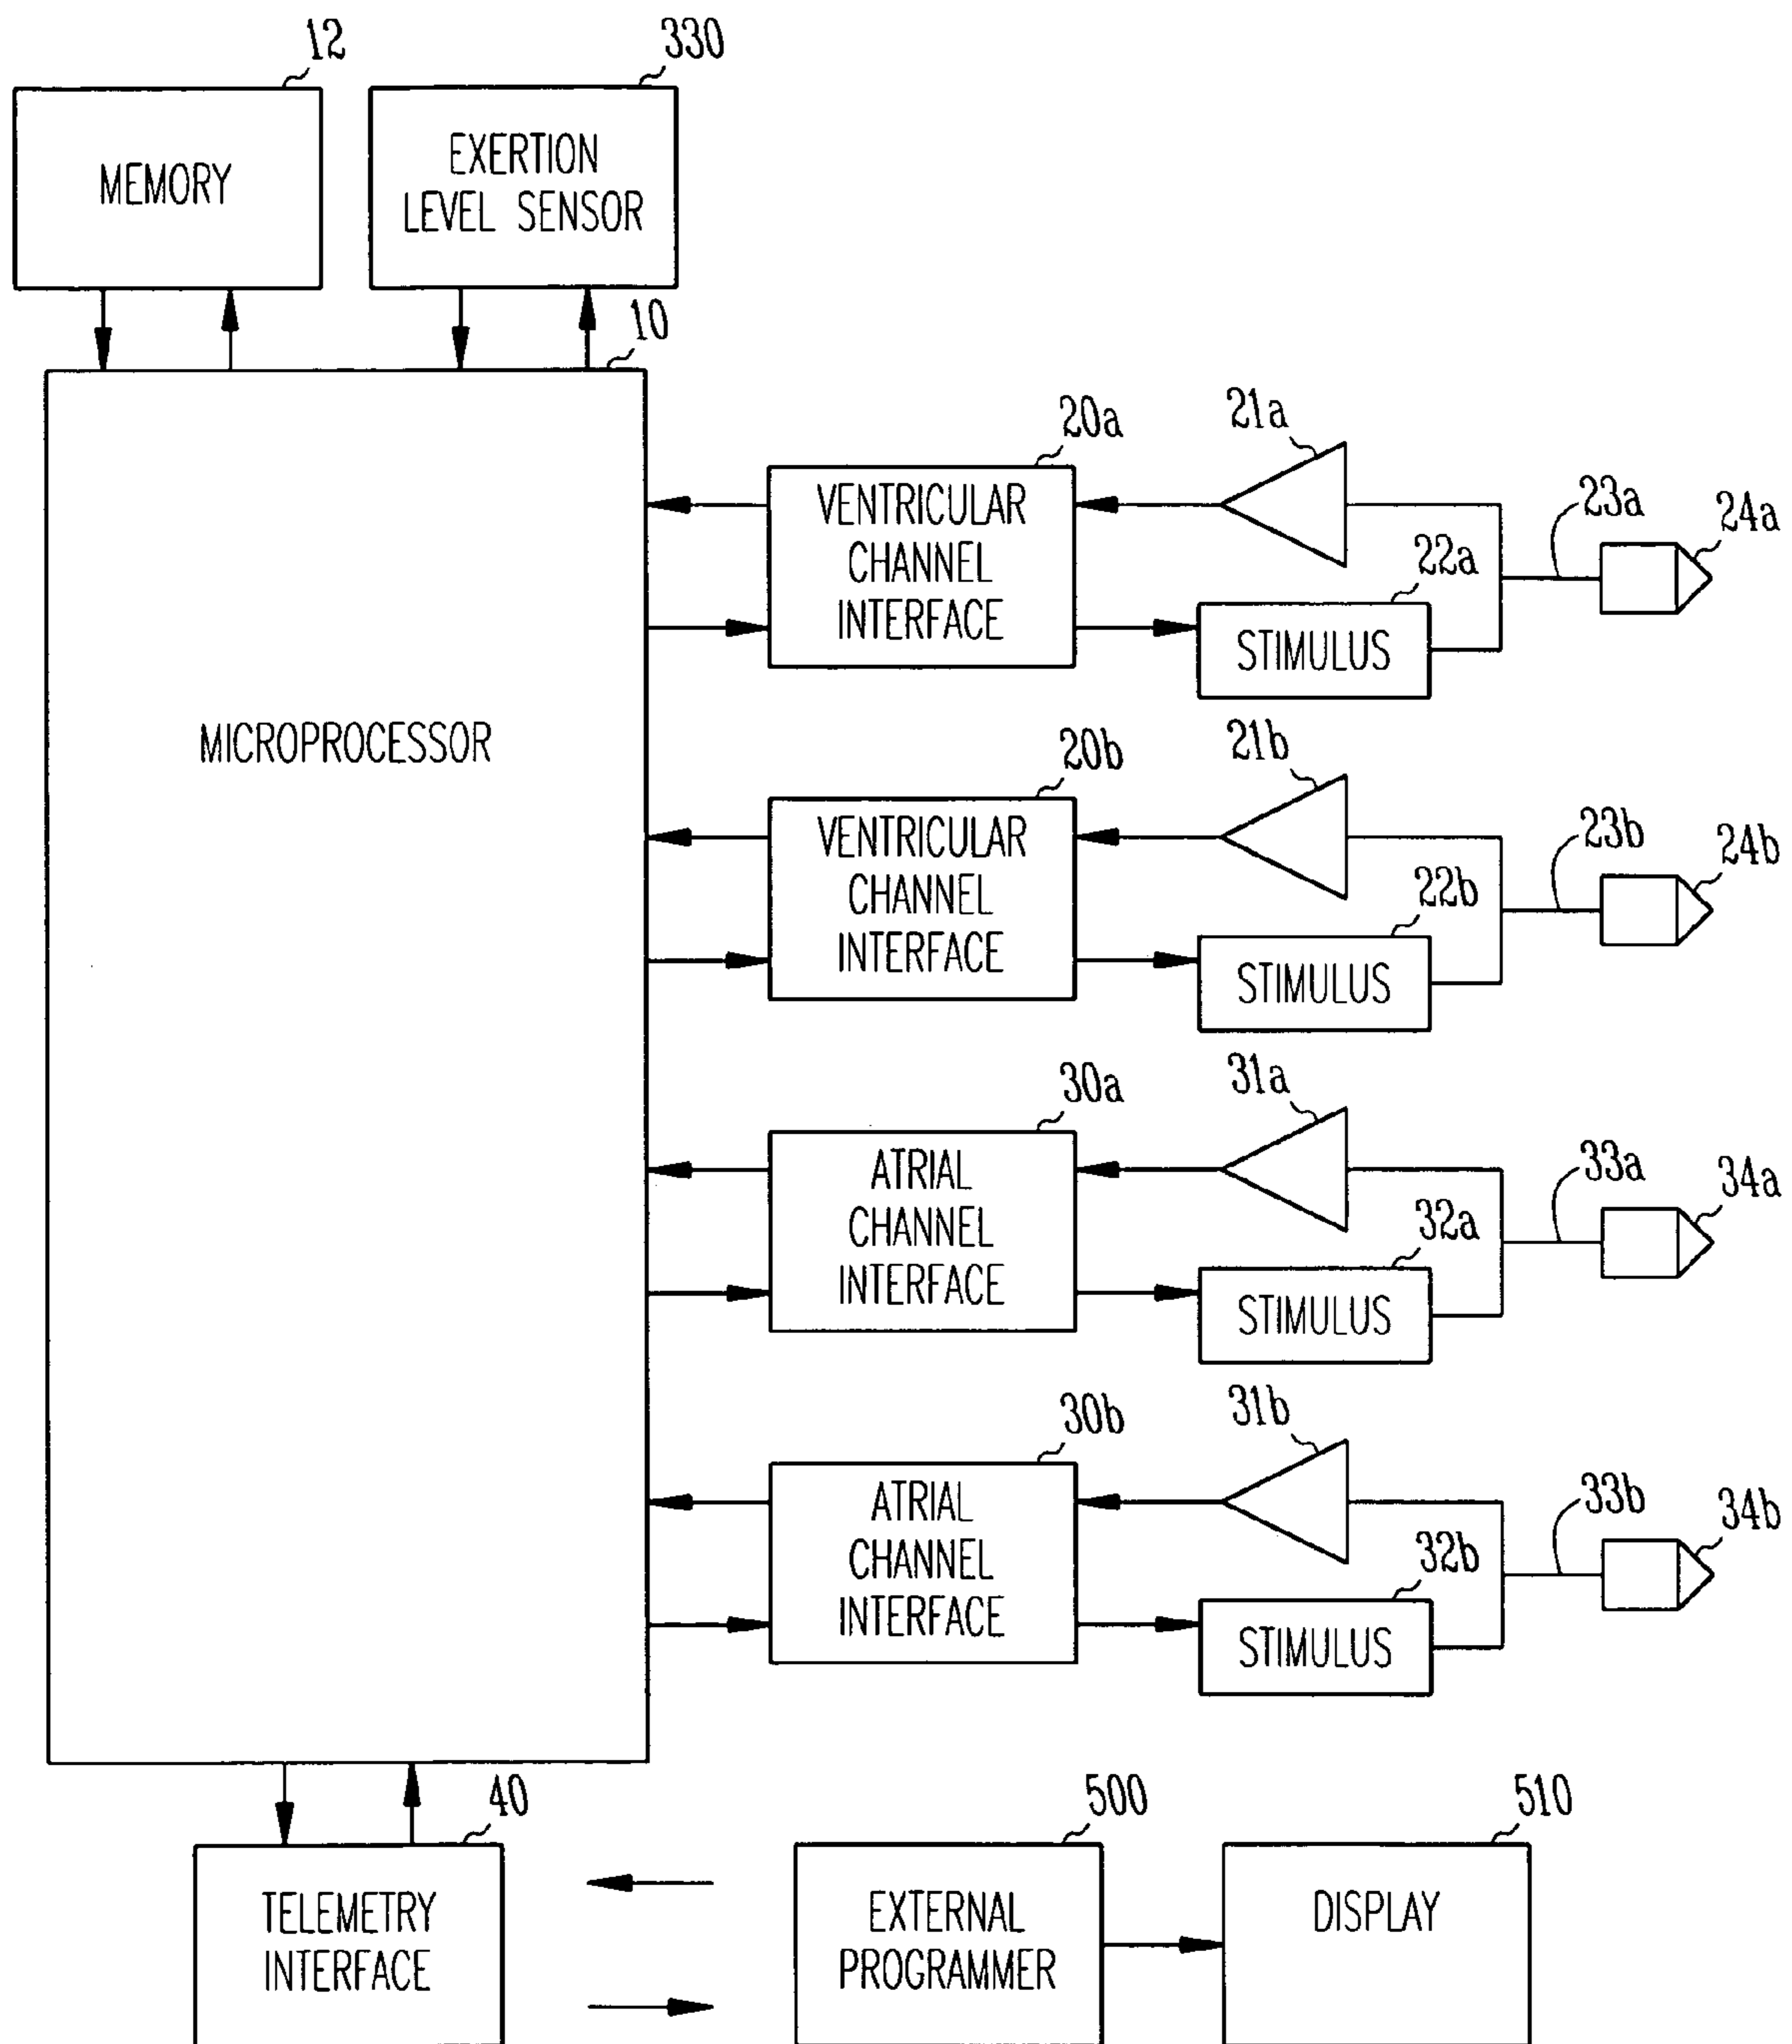 12
330
MEMORY
EXERTION
LEVEL SENSOR
10
MICROPROCESSOR
20a
21a
VENTRICULAR
CHANNEL
INTERFACE
22a
STIMULUS
23a
24a
20b
21b
VENTRICULAR
CHANNEL
INTERFACE
22b
STIMULUS
23b
24b
30a
31a
ATRIAL
CHANNEL
INTERFACE
32a
STIMULUS
33a
34a
30b
31b
ATRIAL
CHANNEL
INTERFACE
32b
STIMULUS
33b
34b
40
TELEMETRY
INTERFACE
500
EXTERNAL
PROGRAMMER
510
DISPLAY